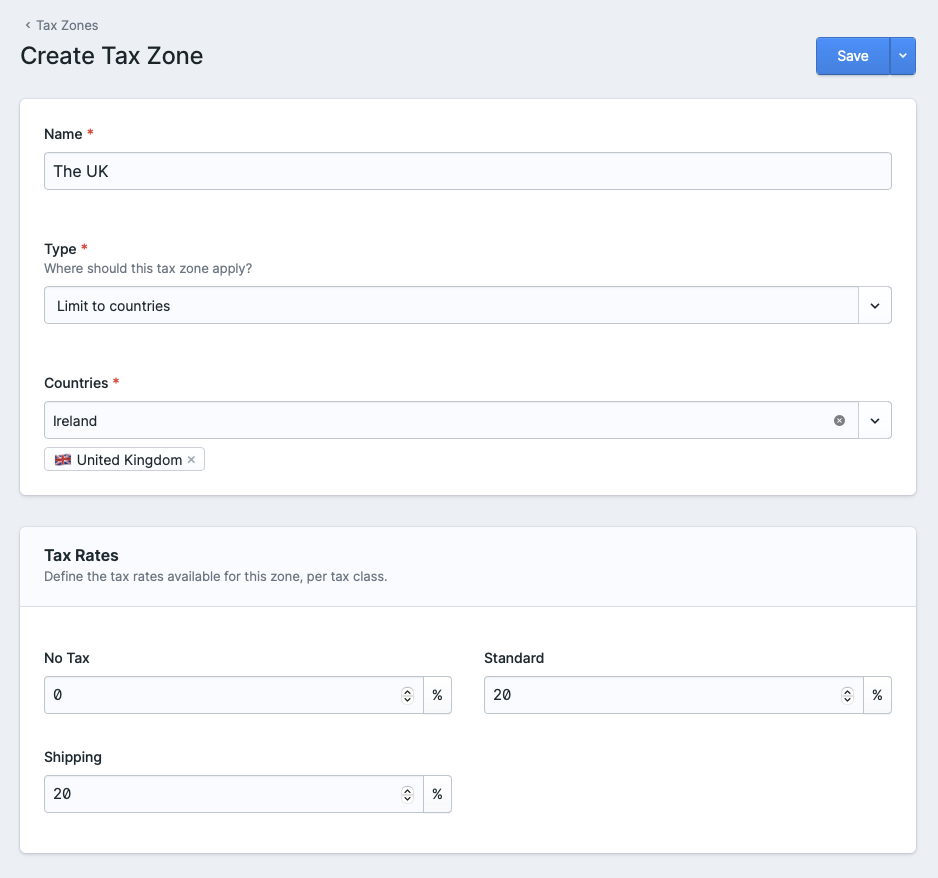 ‹ Tax Zones
Create Tax Zone
Save
Name *
The UK
Type *
Where should this tax zone apply?
Limit to countries
Countries *
Ireland
United Kingdom ×
Tax Rates
Define the tax rates available for this zone, per tax class.
No Tax
Standard
0 %
20 %
Shipping
20 %